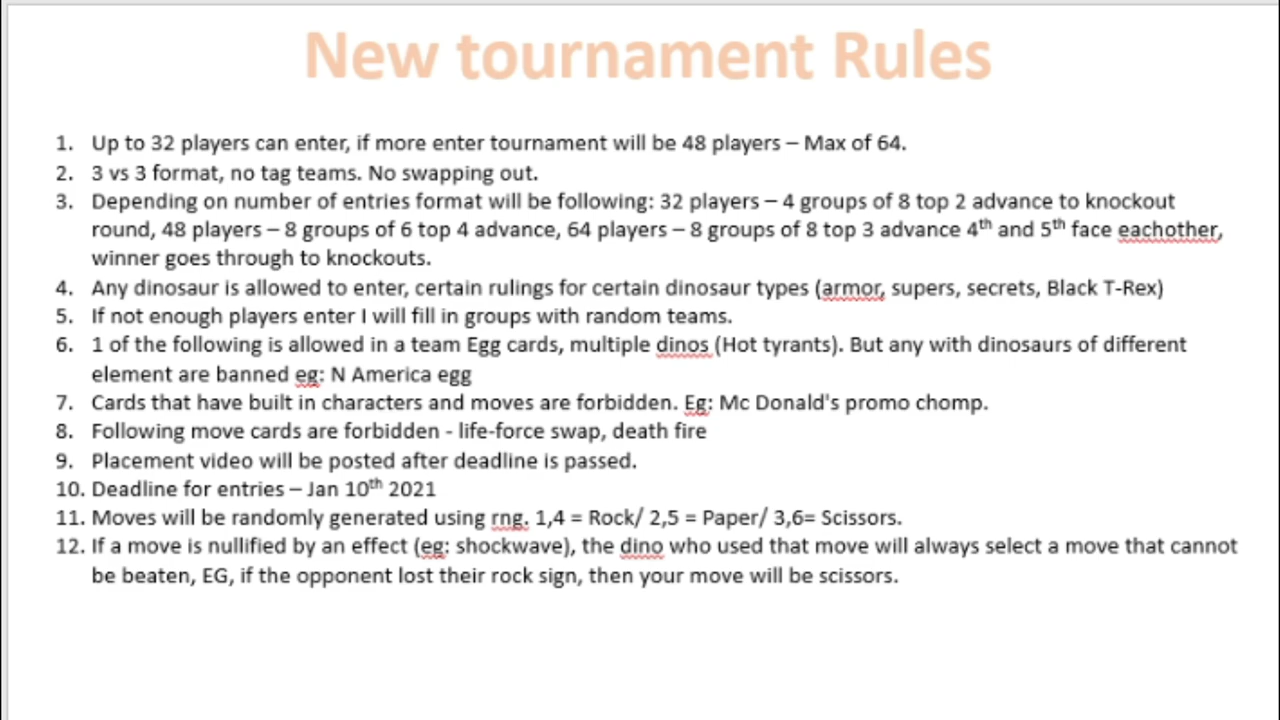 New tournament Rules
1. Up to 32 players can enter, if more enter tournament will be 48 players – Max of 64.
2. 3 vs 3 format, no tag teams. No swapping out.
3. Depending on number of entries format will be following: 32 players – 4 groups of 8 top 2 advance to knockout
round, 48 players – 8 groups of 6 top 4 advance, 64 players – 8 groups of 8 top 3 advance 4th and 5th face eachother,
winner goes through to knockouts.
4. Any dinosaur is allowed to enter, certain rulings for certain dinosaur types (armor, supers, secrets, Black T-Rex)
5. If not enough players enter I will fill in groups with random teams.
6. 1 of the following is allowed in a team Egg cards, multiple dinos (Hot tyrants). But any with dinosaurs of different
element are banned eg: N America egg
7. Cards that have built in characters and moves are forbidden. Eg: Mc Donald's promo chomp.
8. Following move cards are forbidden - life-force swap, death fire
9. Placement video will be posted after deadline is passed.
10. Deadline for entries – Jan 10th 2021
11. Moves will be randomly generated using rng. 1,4 = Rock/ 2,5 = Paper/ 3,6= Scissors.
12. If a move is nullified by an effect (eg: shockwave), the dino who used that move will always select a move that cannot
be beaten, EG, if the opponent lost their rock sign, then your move will be scissors.